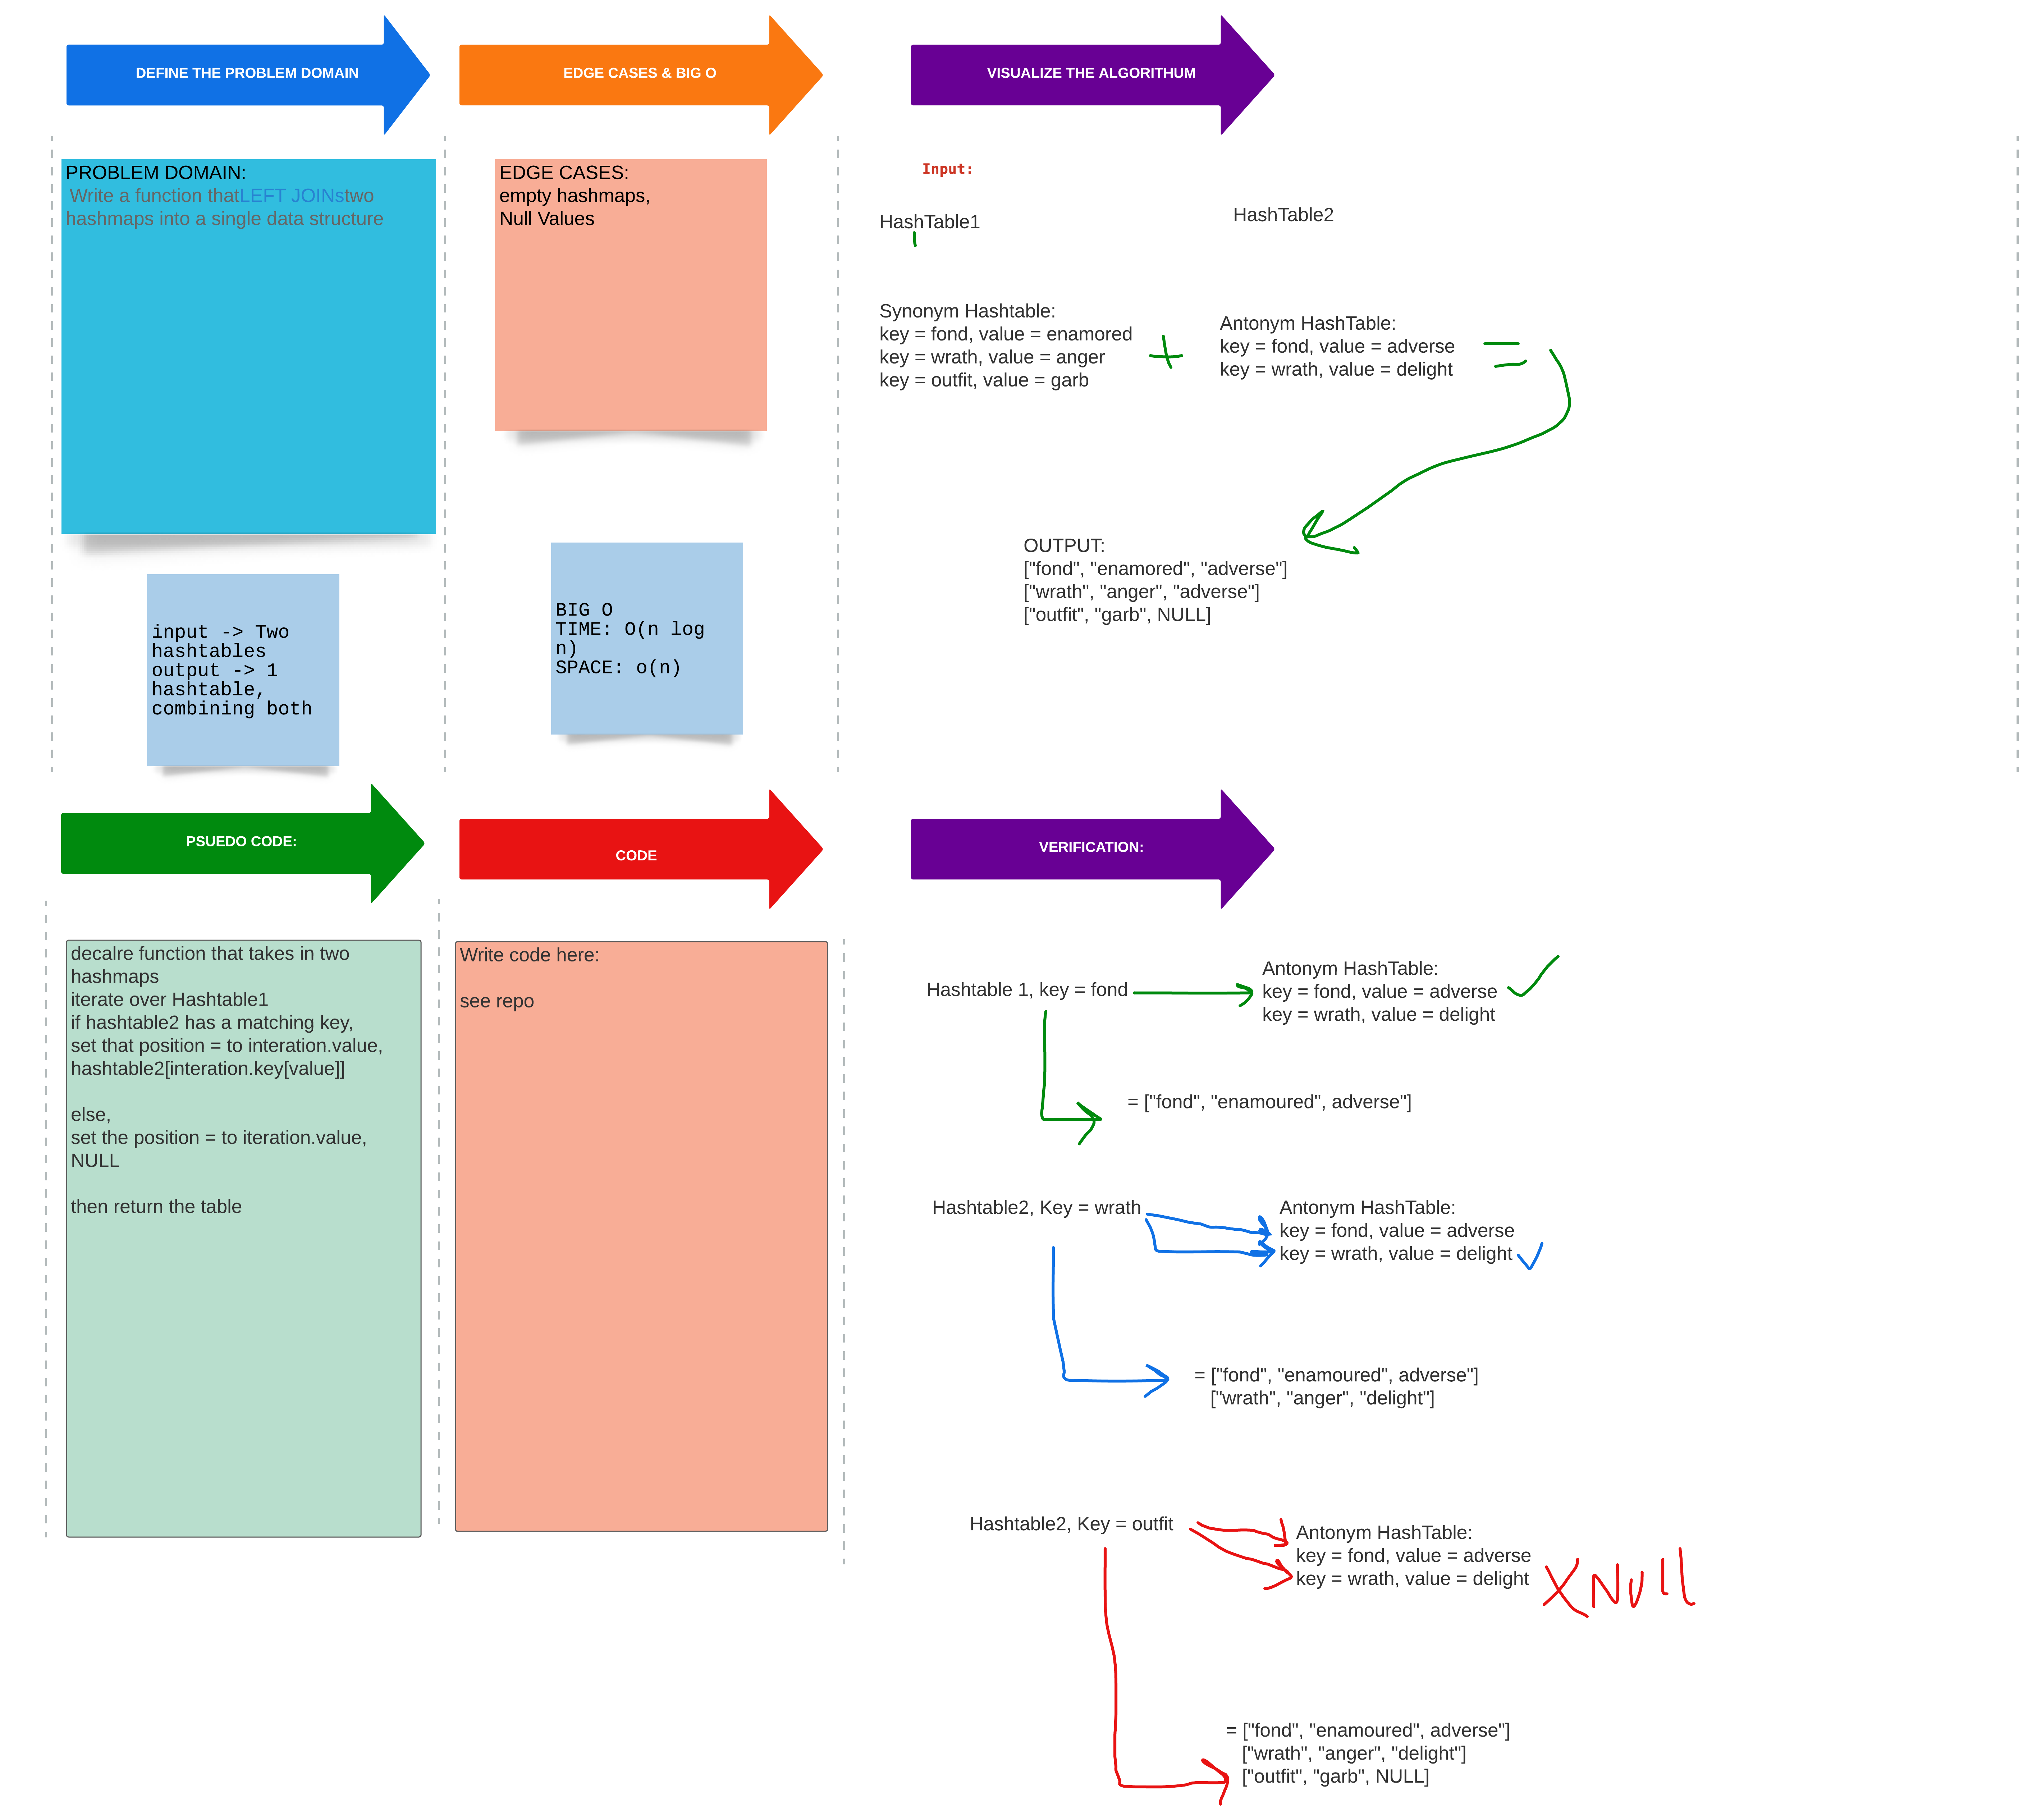 DEFINE THE PROBLEM DOMAIN
EDGE CASES & BIG O
VISUALIZE THE ALGORITHUM
PROBLEM DOMAIN:
Write a function thatLEFT JOINstwo
hashmaps into a single data structure
input -> Two
hashtables
output -> 1
hashtable,
combining both
EDGE CASES:
empty hashmaps,
Null Values
BIG O
TIME: O(n log
n)
SPACE: o(n)
Input:
HashTable1
HashTable2
Synonym Hashtable:
key = fond, value = enamored
key = wrath, value = anger
key = outfit, value = garb
+
Antonym HashTable:
key = fond, value = adverse
key = wrath, value = delight
=
OUTPUT:
["fond", "enamored", "adverse"]
["wrath", "anger", "adverse"]
["outfit", "garb", NULL]
PSUEDO CODE:
CODE
VERIFICATION:
decalre function that takes in two
hashmaps
iterate over Hashtable1
if hashtable2 has a matching key,
set that position = to interation.value,
hashtable2[interation.key[value]]
else,
set the position = to iteration.value,
NULL
then return the table
Write code here:
see repo
Hashtable 1, key = fond
Antonym HashTable:
key = fond, value = adverse
key = wrath, value = delight
= ["fond", "enamoured", adverse"]
Hashtable2, Key = wrath
Antonym HashTable:
key = fond, value = adverse
key = wrath, value = delight
= ["fond", "enamoured", adverse"]
["wrath", "anger", "delight"]
Hashtable2, Key = outfit
Antonym HashTable:
key = fond, value = adverse
key = wrath, value = delight
X NUll
= ["fond", "enamoured", adverse"]
["wrath", "anger", "delight"]
["outfit", "garb", NULL]